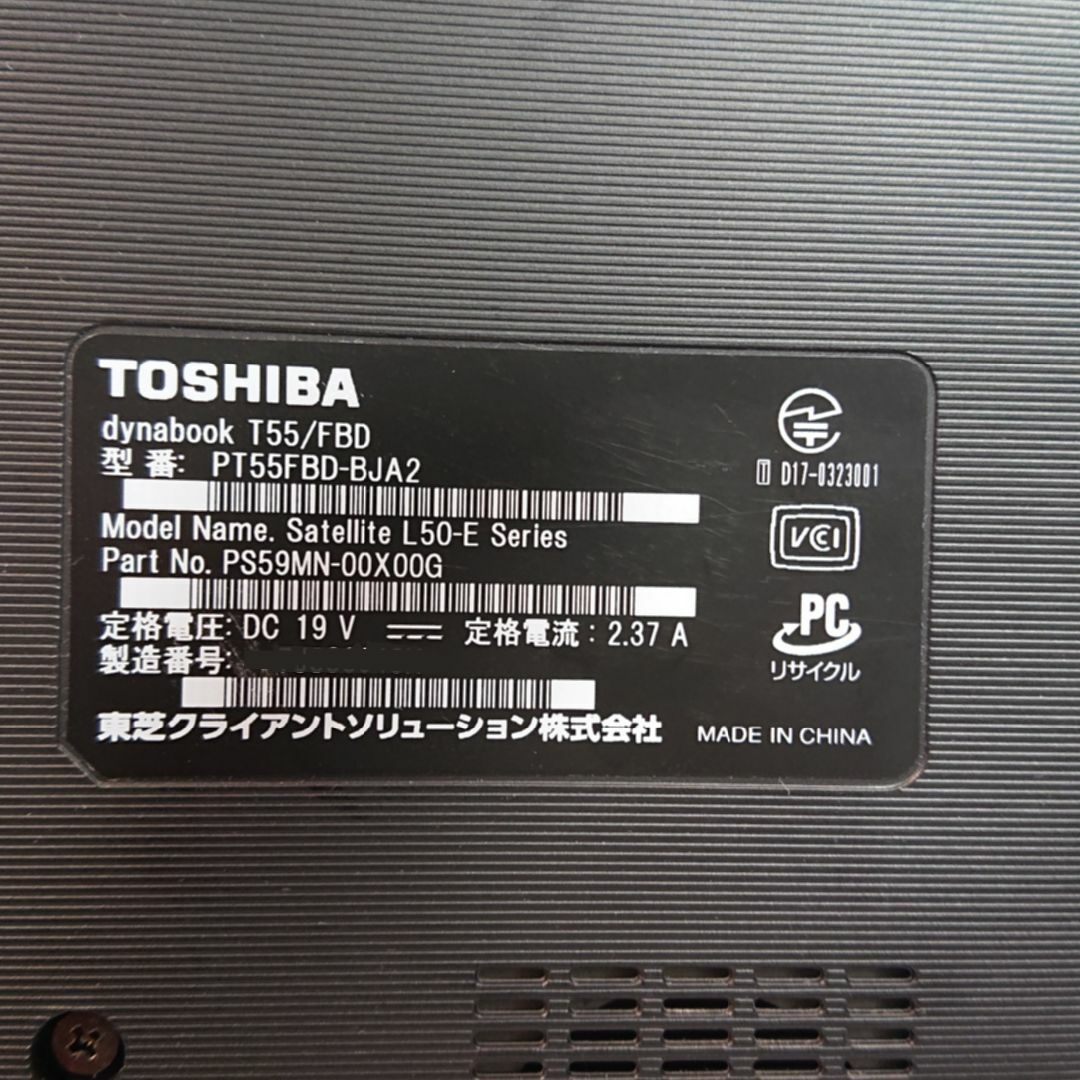 TOSHIBA
dynabook T55/FBD
型 番: PT55FBD-BJA2
T D17-0323001
Model Name. Satellite L50-E Series
VCI
Part No. PS59MN-00X00G
PC
リサイクル
定格電圧: DC 19 V 定格電流: 2.37 A
製造番号:
東芝クライアントソリューション株式会社
MADE IN CHINA